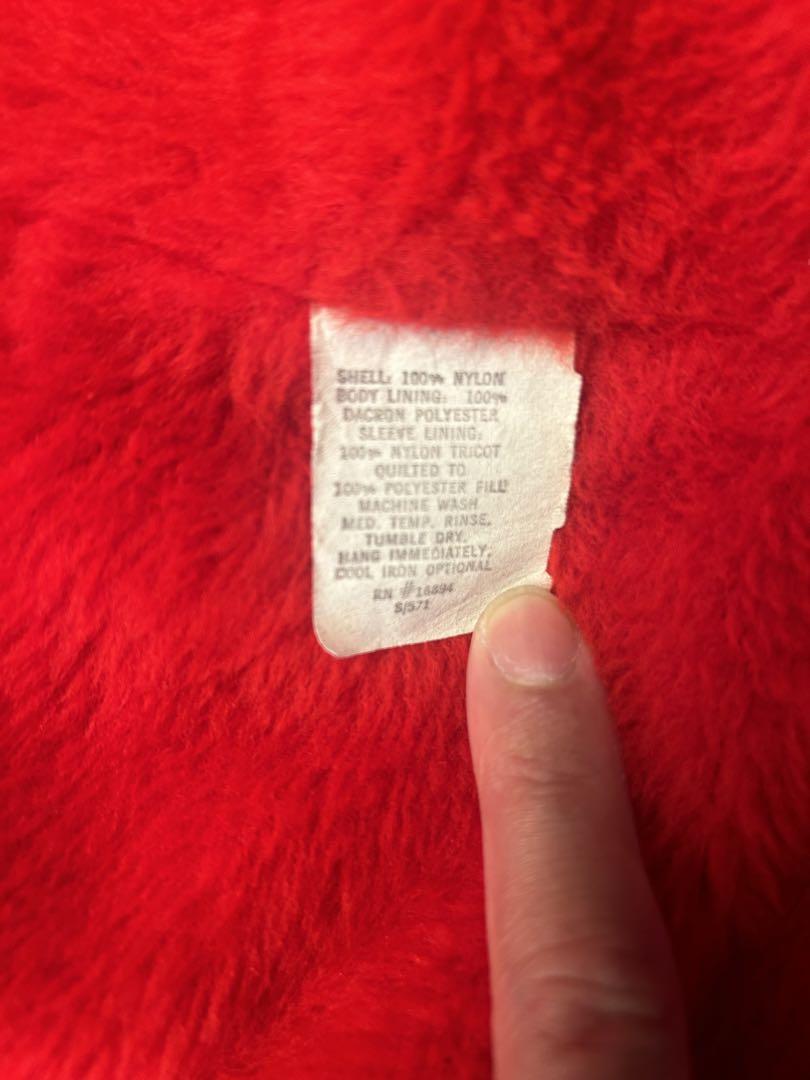 SHELL: 100% NYLON
BODY LINING: 100%
DACRON POLYESTER
SLEEVE LINING:
100% NYLON TRICOT
QUILTED TO
100% POLYESTER FILL
MACHINE WASH
MED. TEMP. RINSE.
TUMBLE DRY.
HANG IMMEDIATELY.
COOL IRON OPTIONAL
RN #16894
S/571